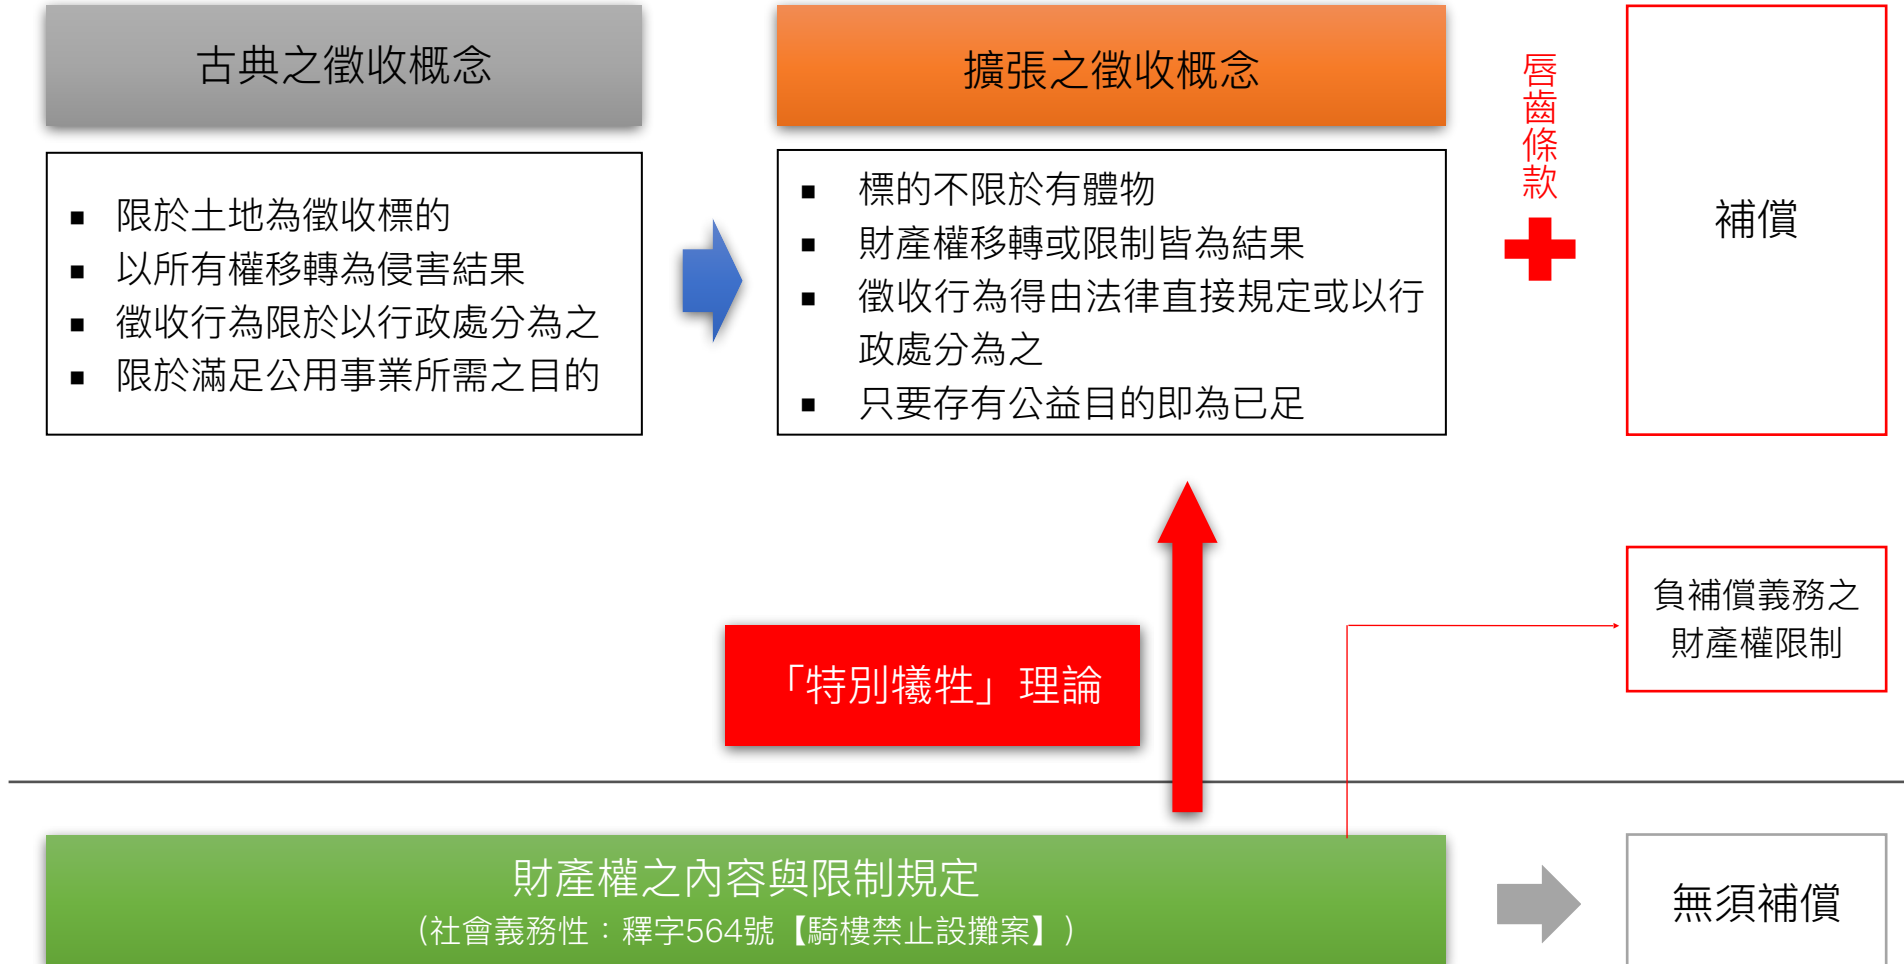 古典之徵收概念
限於土地為徵收標的
以所有權移轉為侵害結果
徵收行為限於以行政處分為之
限於滿足公用事業所需之目的
擴張之徵收概念
標的不限於有體物
財產權移轉或限制皆為結果
徵收行為得由法律直接規定或以行
政處分為之
只要存有公益目的即為已足
唇齒條款
補償
「特別犧牲」理論
負補償義務之
財產權限制
財產權之內容與限制規定
(社會義務性：釋字564號【騎樓禁止設攤案】)
無須補償